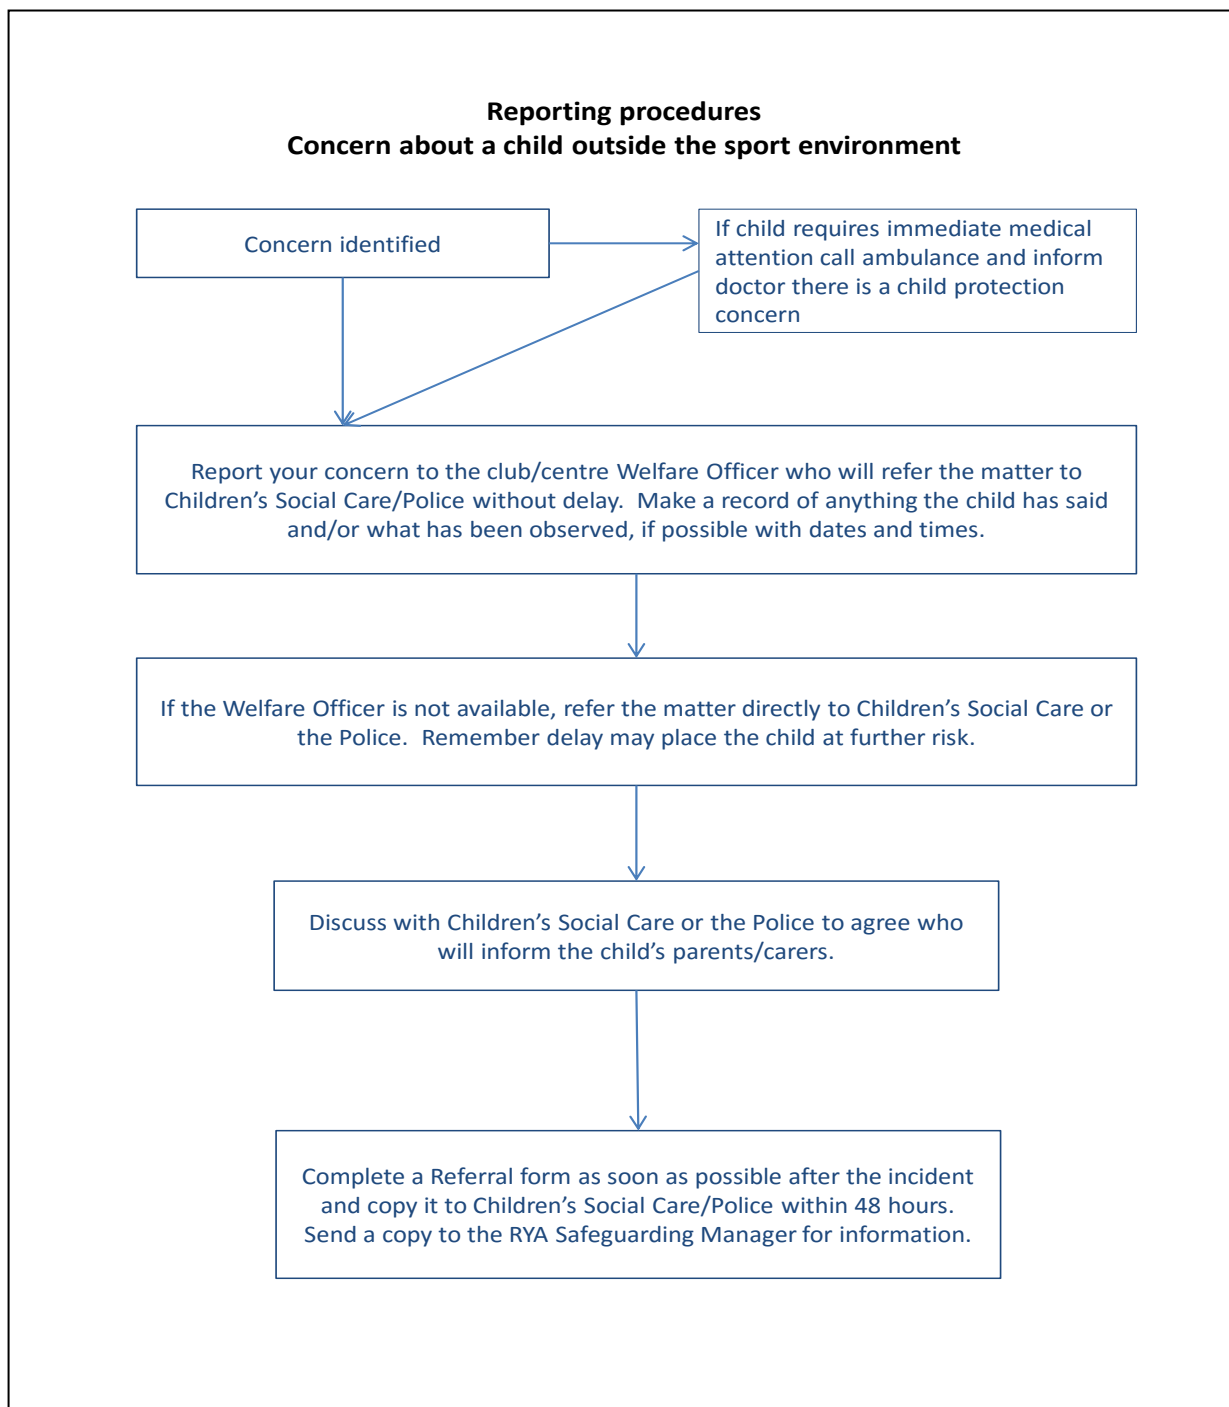 Reporting procedures
Concern about a child outside the sport environment
Concern identified
If child requires immediate medical
attention call ambulance and inform
doctor there is a child protection
concern
Report your concern to the club/centre Welfare Officer who will refer the matter to
Children’s Social Care/Police without delay.  Make a record of anything the child has said
and/or what has been observed, if possible with dates and times.
If the Welfare Officer is not available, refer the matter directly to Children’s Social Care or
the Police.  Remember delay may place the child at further risk.
Discuss with Children’s Social Care or the Police to agree who
will inform the child’s parents/carers.
Complete a Referral form as soon as possible after the incident
and copy it to Children’s Social Care/Police within 48 hours.
Send a copy to the RYA Safeguarding Manager for information.